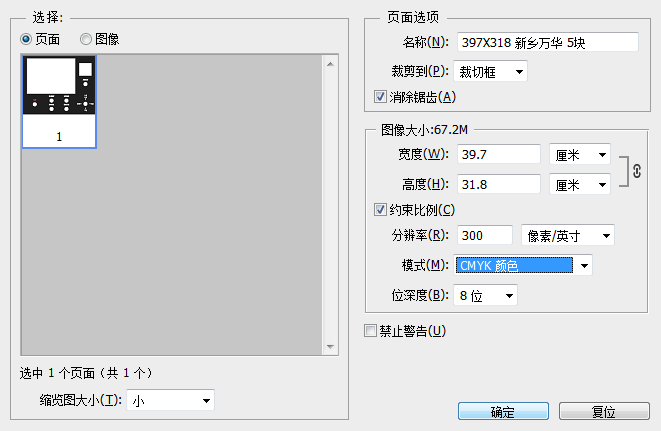 选择:
页面 图像
1
选中 1 个页面（共 1 个）
缩览图大小(T): 小
页面选项
名称(N): 397X318 新乡万华 5块
裁剪到(P): 裁切框
消除锯齿(A)
图像大小:67.2M
宽度(W): 39.7 厘米
高度(H): 31.8 厘米
约束比例(C)
分辨率(R): 300 像素/英寸
模式(M): CMYK 颜色
位深度(B): 8 位
禁止警告(U)
确定 复位